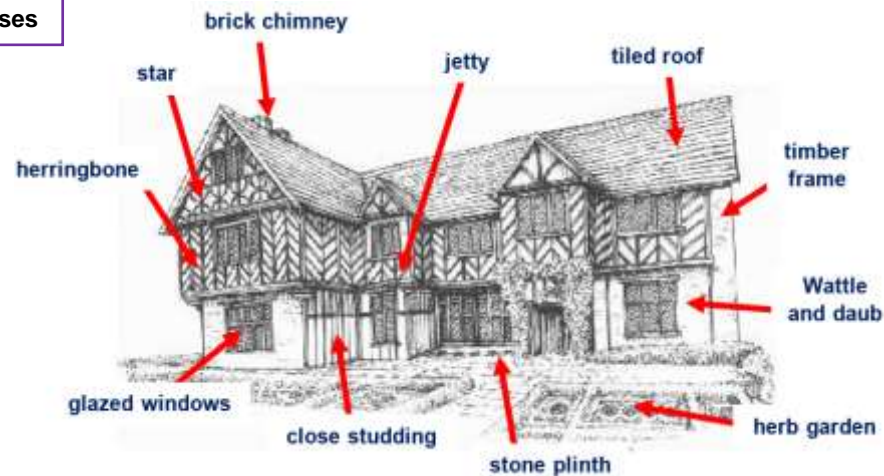 ses
brick chimney
star
jetty
tiled roof
herringbone
timber
frame
Wattle
and daub
glazed windows
close studding
herb garden
stone plinth